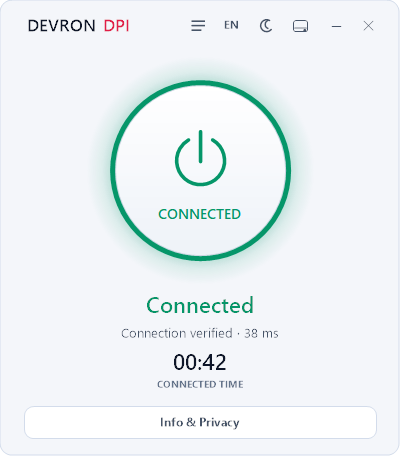 DEVRON DPI EN
CONNECTED
Connected
Connection verified · 38 ms
00:42
CONNECTED TIME
Info & Privacy